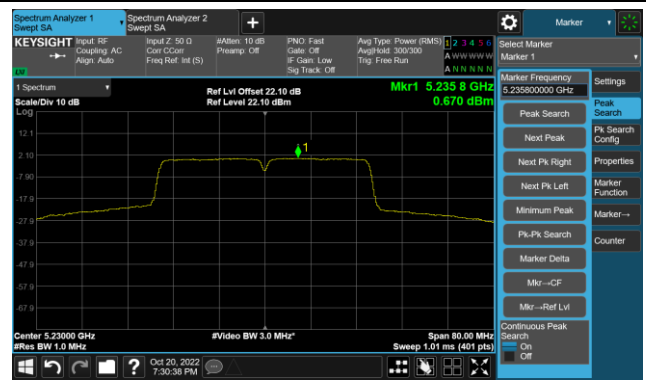 Spectrum Analyzer 1
Swept SA
Spectrum Analyzer 2
Swept SA
+
Marker
KEYSIGHT
Input: RF
Coupling: AC
Align: Auto
Input Z: 50 Ω
Corr CCorr
Freq Ref: Int (S)
#Atten: 10 dB
Preamp: Off
PNO: Fast
Gate: Off
IF Gain: Low
Sig Track: Off
Avg Type: Power (RMS)
Avg|Hold: 300/300
Trig: Free Run
1 2 3 4 5 6
A W W W W W
A N N N N N
LW
Select Marker
Marker 1
1 Spectrum
Scale/Div 10 dB
Log
Ref Lvl Offset 22.10 dB
Ref Level 22.10 dBm
Mkr1 5.235 8 GHz
0.670 dBm
12.1
2.10
-7.90
-17.9
-27.9
-37.9
-47.9
-57.9
-67.9
1
Center 5.23000 GHz
#Res BW 1.0 MHz
#Video BW 3.0 MHz*
Span 80.00 MHz
Sweep 1.01 ms (401 pts)
Marker Frequency
5.235800000 GHz
Peak Search
Next Peak
Next Pk Right
Next Pk Left
Minimum Peak
Pk-Pk Search
Marker Delta
Mkr→CF
Mkr→Ref Lvl
Continuous Peak
Search
On
Off
Settings
Peak
Search
Pk Search
Config
Properties
Marker
Function
Marker→
Counter
?
Oct 20, 2022
7:30:38 PM